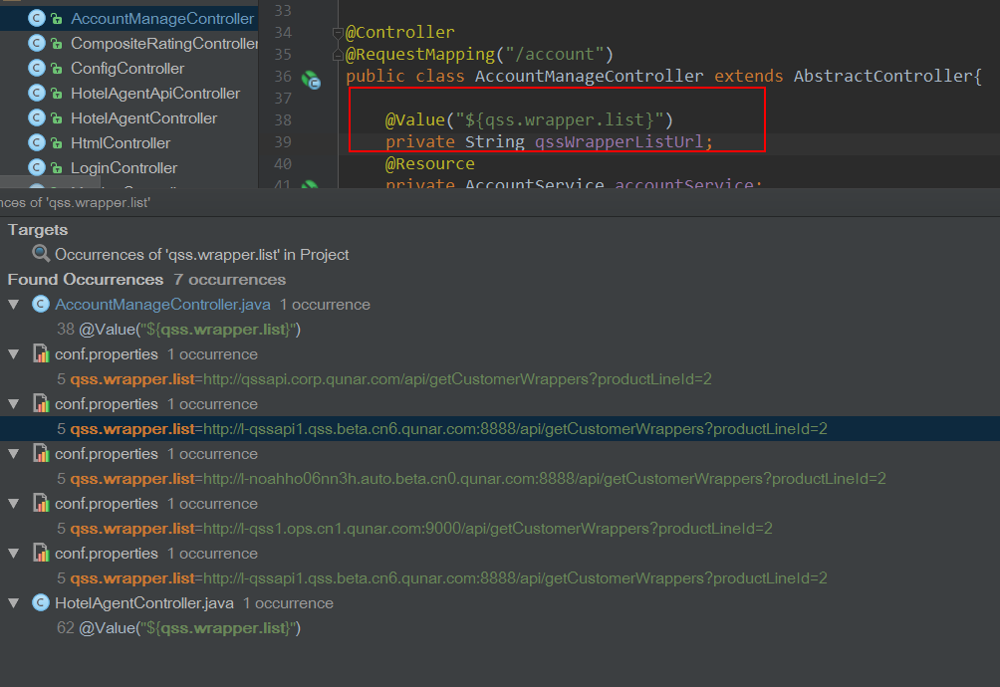 AccountManageController
CompositeRatingController
ConfigController
HotelAgentApiController
HotelAgentController
HtmlController
LoginController
33
34 @Controller
35 @RequestMapping("/account")
36 public class AccountManageController extends AbstractController{
37
38 @Value("${qss.wrapper.list}")
39 private String qssWrapperListUrl;
40 @Resource
41 private AccountService accountService;
nces of 'qss.wrapper.list'
Targets
Occurrences of 'qss.wrapper.list' in Project
Found Occurrences 7 occurrences
AccountManageController.java 1 occurrence
38 @Value("${qss.wrapper.list}")
conf.properties 1 occurrence
5 qss.wrapper.list=http://qssapi.corp.qunar.com/api/getCustomerWrappers?productLineId=2
conf.properties 1 occurrence
5 qss.wrapper.list=http://l-qssapi1.qss.beta.cn6.qunar.com:8888/api/getCustomerWrappers?productLineId=2
conf.properties 1 occurrence
5 qss.wrapper.list=http://l-noahho06nn3h.auto.beta.cn0.qunar.com:8888/api/getCustomerWrappers?productLineId=2
conf.properties 1 occurrence
5 qss.wrapper.list=http://l-qss1.ops.cn1.qunar.com:9000/api/getCustomerWrappers?productLineId=2
conf.properties 1 occurrence
5 qss.wrapper.list=http://l-qssapi1.qss.beta.cn6.qunar.com:8888/api/getCustomerWrappers?productLineId=2
HotelAgentController.java 1 occurrence
62 @Value("${qss.wrapper.list}")